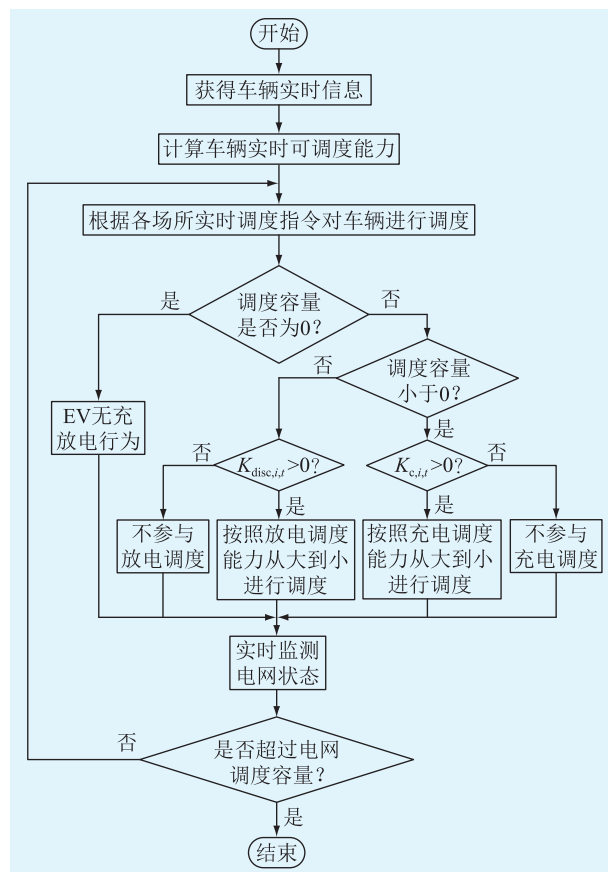 开始
获得车辆实时信息
计算车辆实时可调度能力
根据各场所实时调度指令对车辆进行调度
是
调度容量
是否为0?
否
否
调度容量
小于0?
是
EV无充
放电行为
否
K_{disc,i,t}>0?
是
K_{c,i,t}>0?
否
是
不参与
放电调度
按照放电调度
能力从大到小
进行调度
按照充电调度
能力从大到小
进行调度
不参与
充电调度
实时监测
电网状态
否
是否超过电网
调度容量?
是
结束